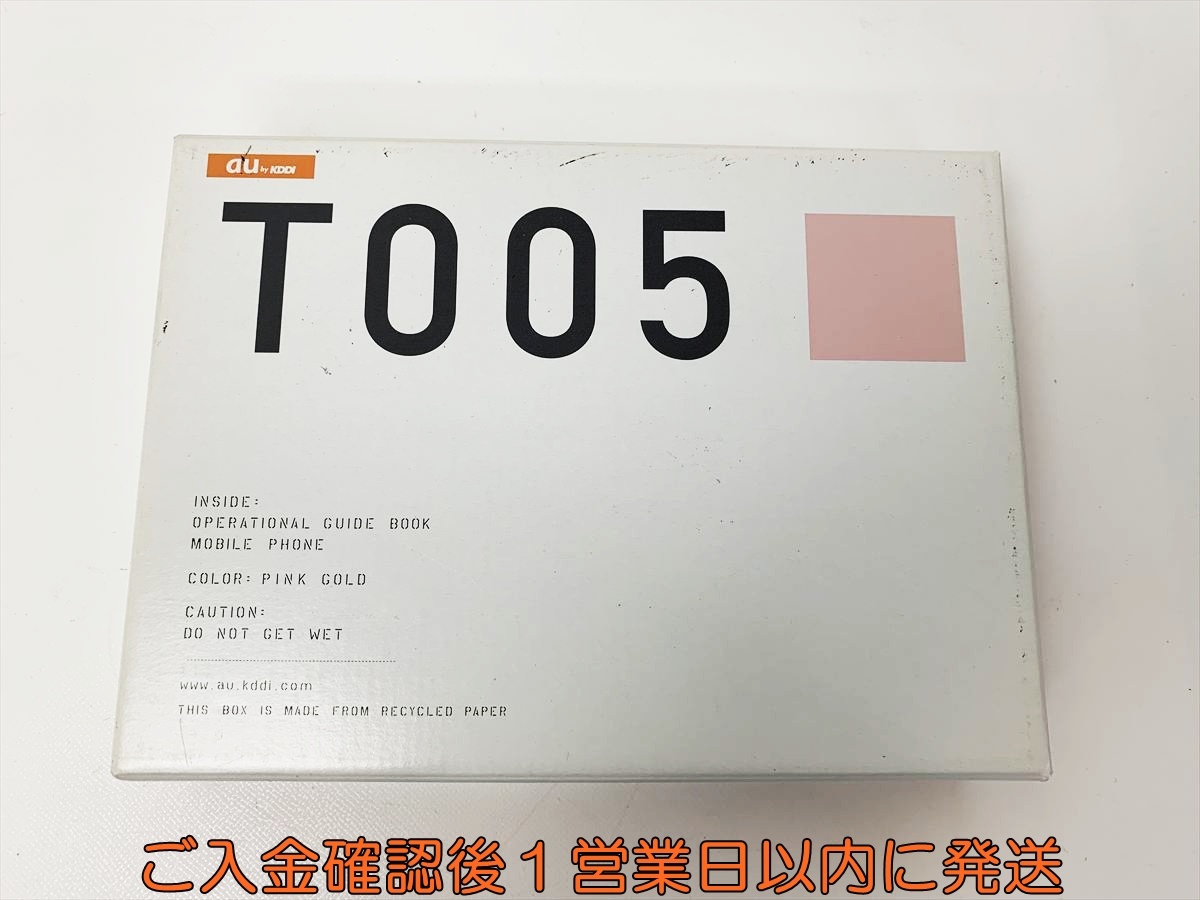 au by KDDI
T005
INSIDE:
OPERATIONAL GUIDE BOOK
MOBILE PHONE
COLOR: PINK GOLD
CAUTION:
DO NOT GET WET
www.au.kddi.com
THIS BOX IS MADE FROM RECYCLED PAPER
ご入金確認後1営業日以内に発送